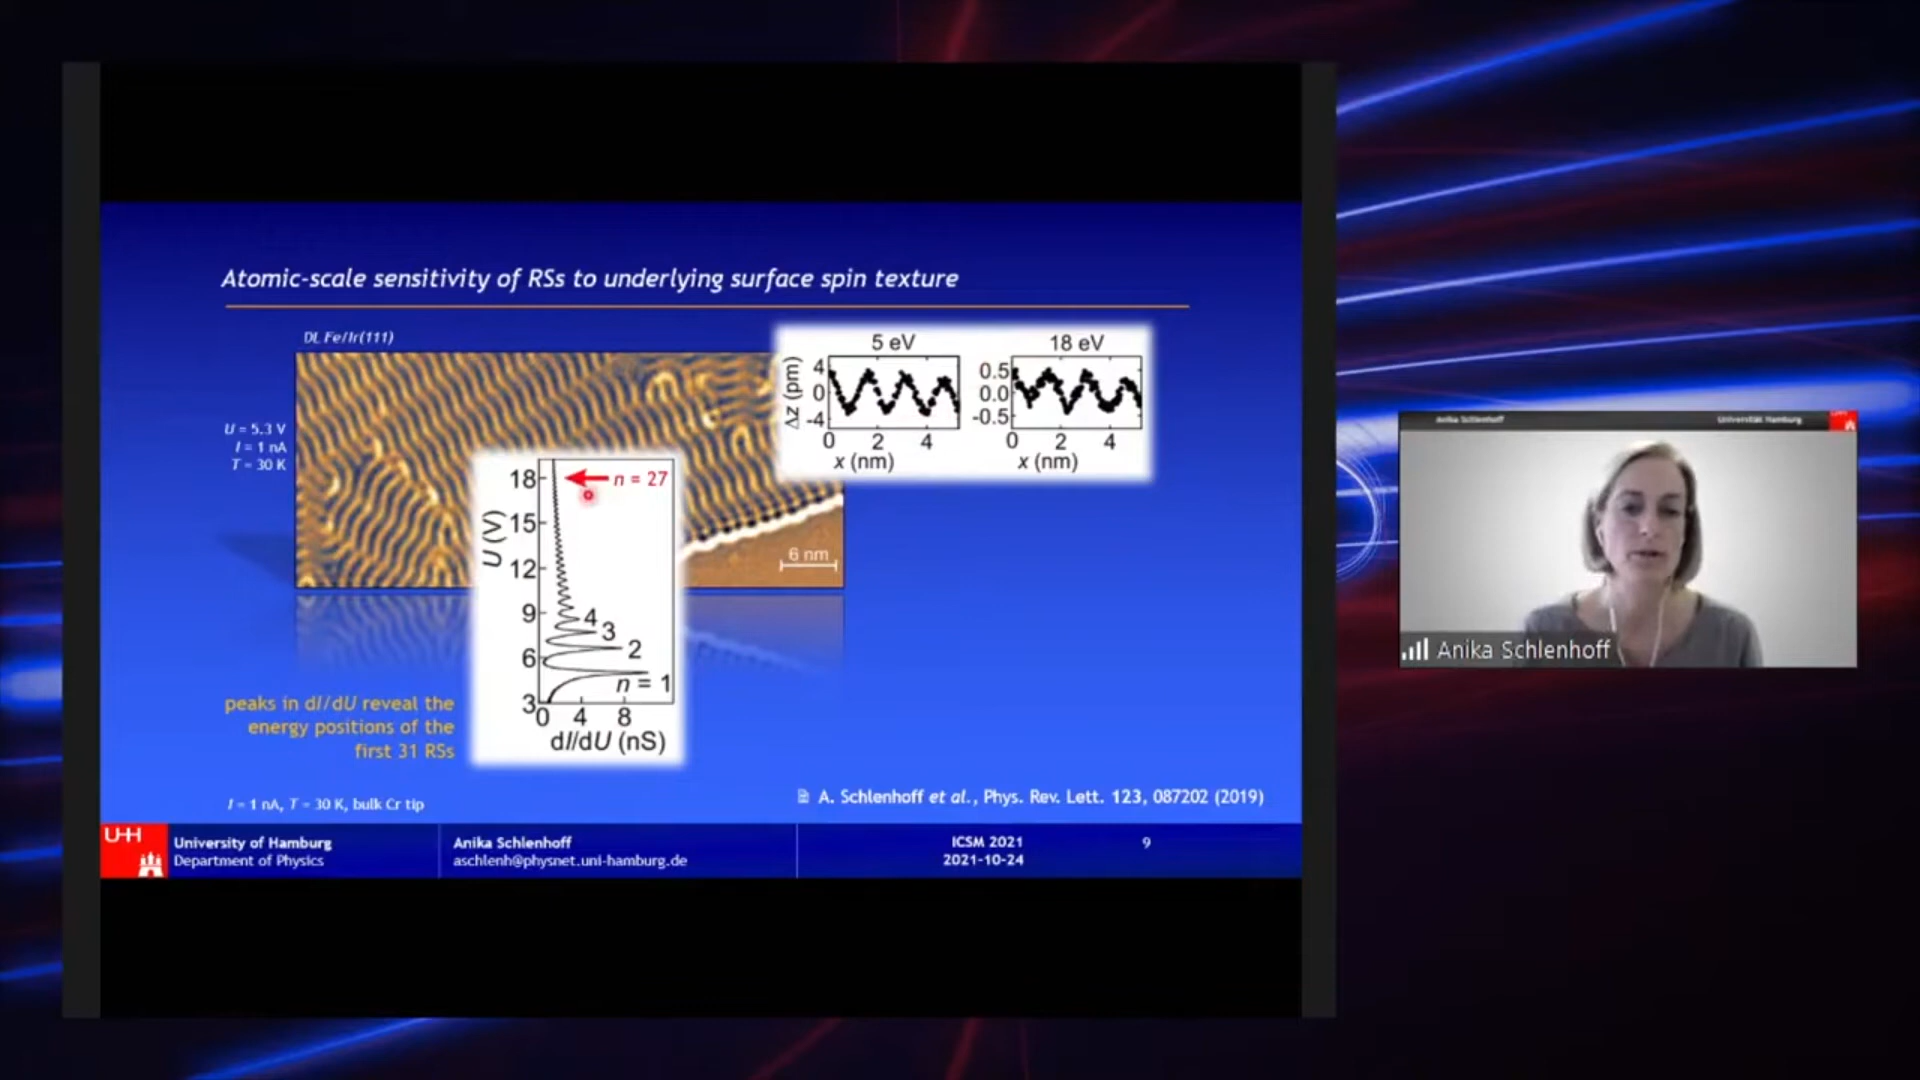 Atomic-scale sensitivity of RSs to underlying surface spin texture
DL Fe/Ir(111)
U = 5.3 V
I = 1 nA
T = 30 K
6 nm
5 eV
4
0
-4
Δz (pm)
0 2 4
x (nm)
18 eV
0.5
0.0
-0.5
0 2 4
x (nm)
n = 27
18
15
12
9
6
3
U (V)
4
3
2
n = 1
0 4 8
dI/dU (nS)
peaks in dI/dU reveal the
energy positions of the
first 31 RSs
I = 1 nA, T = 30 K, bulk Cr tip
A. Schlenhoff et al., Phys. Rev. Lett. 123, 087202 (2019)
UHH
University of Hamburg
Department of Physics
Anika Schlenhoff
aschlenh@physnet.uni-hamburg.de
ICSM 2021
2021-10-24
9
Anika Schlenhoff
Universität Hamburg
Anika Schlenhoff